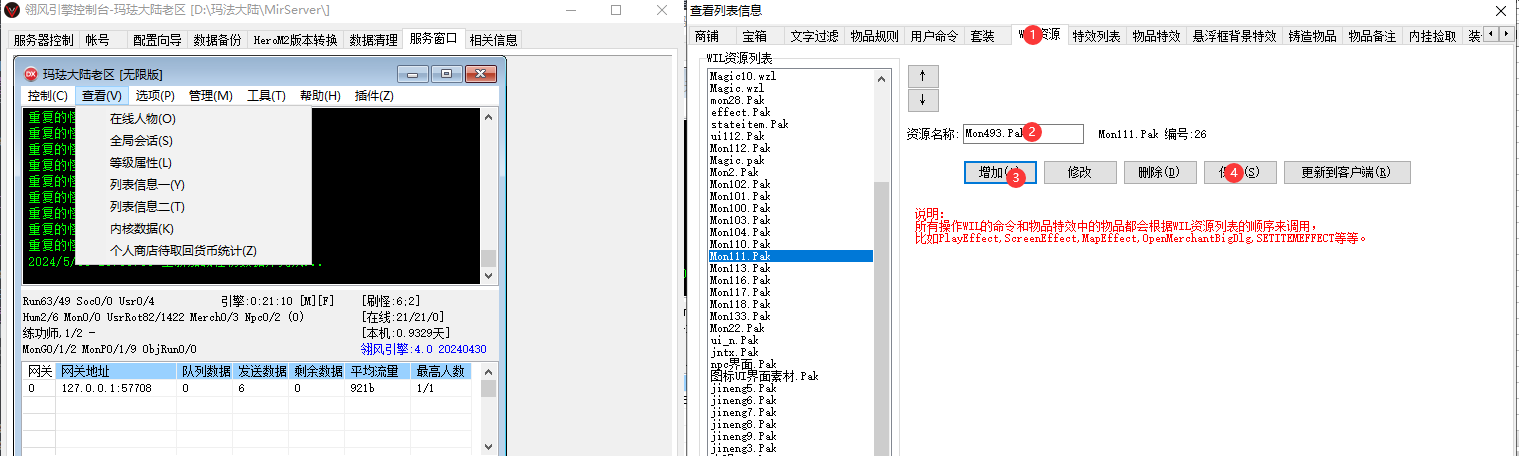 翎风引擎控制台-玛珐大陆老区 [D:\玛法大陆\MirServer\]
服务器控制 帐号 配置向导 数据备份 HeroM2版本转换 数据清理 服务窗口 相关信息
玛珐大陆老区 [无限版]
控制(C) 查看(V) 选项(P) 管理(M) 工具(T) 帮助(H) 插件(Z)
重复的怪
重复的怪
重复的怪
重复的怪
重复的怪
重复的怪
重复的怪
重复的怪
重复的怪
在线人物(O)
全局会话(S)
等级属性(L)
列表信息一(Y)
列表信息二(T)
内核数据(K)
个人商店待取回货币统计(Z)
Run63/49 Soc0/0 Usr0/4 引擎:0:21:10 [M][F] [刷怪:6;2]
Hum2/6 Mon0/0 UsrRot82/1422 Merch0/3 Npc0/2 (0) [在线:21/21/0]
练功师,1/2 - [本机:0.9329天]
MonG0/1/2 MonP0/1/9 ObjRun0/0 翎风引擎:4.0 20240430
网关 网关地址 队列数据 发送数据 剩余数据 平均流量 最高人数
0 127.0.0.1:57708 0 6 0 921b 1/1
查看列表信息
商铺 宝箱 文字过滤 物品规则 用户命令 套装 1 资源 特效列表 物品特效 悬浮框背景特效 铸造物品 物品备注 内挂捡取 装
WIL资源列表
Magic10.wzl
Magic.wzl
mon28.Pak
effect.Pak
stateitem.Pak
ui112.Pak
Mon112.Pak
Magic.pak
Mon2.Pak
Mon102.Pak
Mon101.Pak
Mon100.Pak
Mon103.Pak
Mon104.Pak
Mon110.Pak
Mon111.Pak
Mon113.Pak
Mon116.Pak
Mon117.Pak
Mon118.Pak
Mon133.Pak
Mon22.Pak
ui_n.Pak
jntx.Pak
npc界面.Pak
图标UI界面素材.Pak
jineng5.Pak
jineng6.Pak
jineng7.Pak
jineng8.Pak
jineng9.Pak
jineng3.Pak
↑
↓
资源名称: Mon493.Pak 2 Mon111.Pak 编号:26
增加 3 修改 删除(D) 4 (S) 更新到客户端(R)
说明:
所有操作WIL的命令和物品特效中的物品都会根据WIL资源列表的顺序来调用,
比如PlayEffect,ScreenEffect,MapEffect,OpenMerchantBigDlg,SETITEMEFFECT等等。